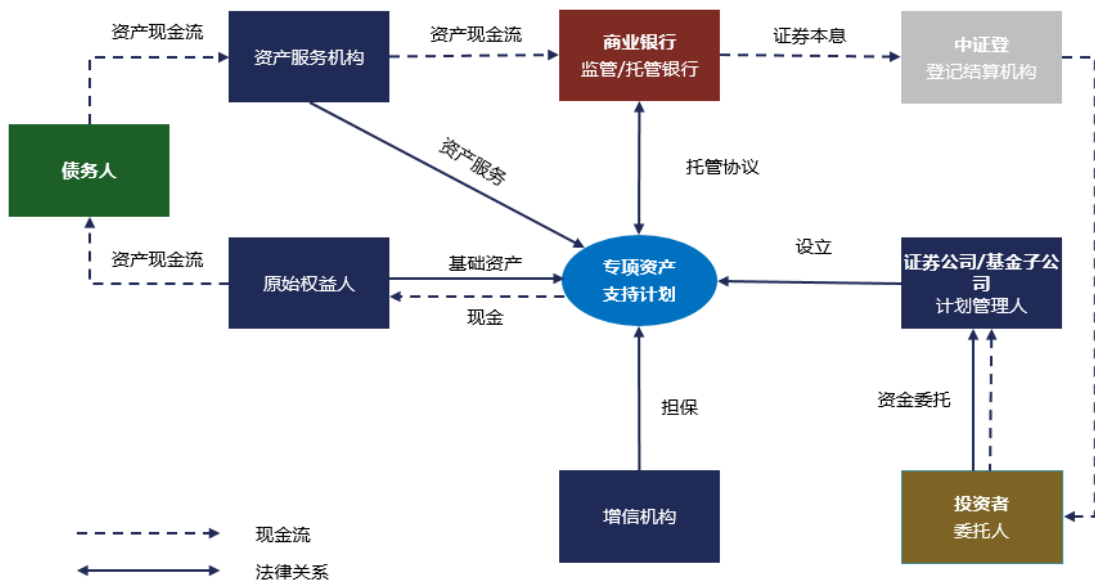 资产现金流
资产服务机构
资产现金流
商业银行
监管/托管银行
证券本息
中证登
登记结算机构
债务人
资产服务
托管协议
资产现金流
原始权益人
基础资产
现金
专项资产
支持计划
设立
证券公司/基金子公
司
计划管理人
担保
资金委托
增信机构
投资者
委托人
现金流
法律关系